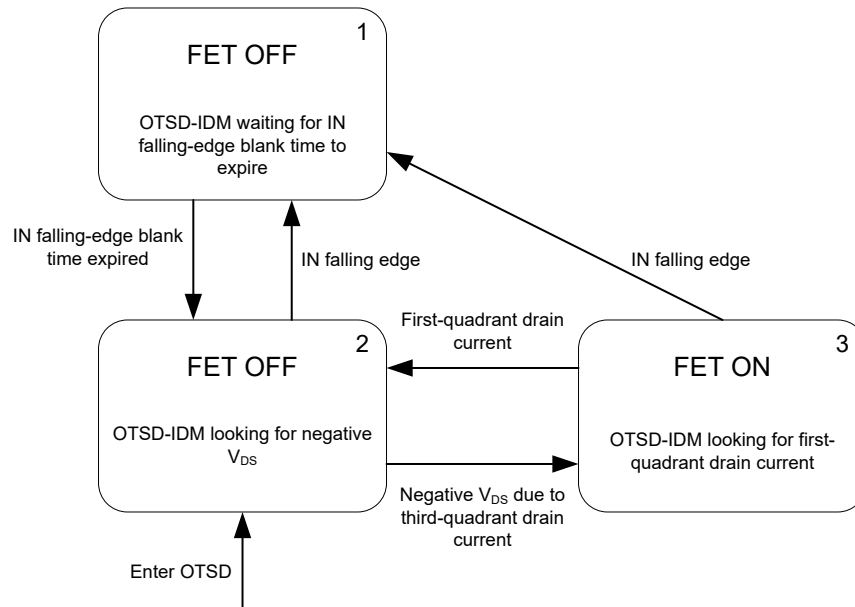 1
FET OFF
OTSD-IDM waiting for IN
falling-edge blank time to
expire
IN falling-edge blank
time expired
IN falling edge
IN falling edge
First-quadrant drain
current
2
FET OFF
OTSD-IDM looking for negative
VDS
3
FET ON
OTSD-IDM looking for first-
quadrant drain current
Negative VDS due to
third-quadrant drain
current
Enter OTSD